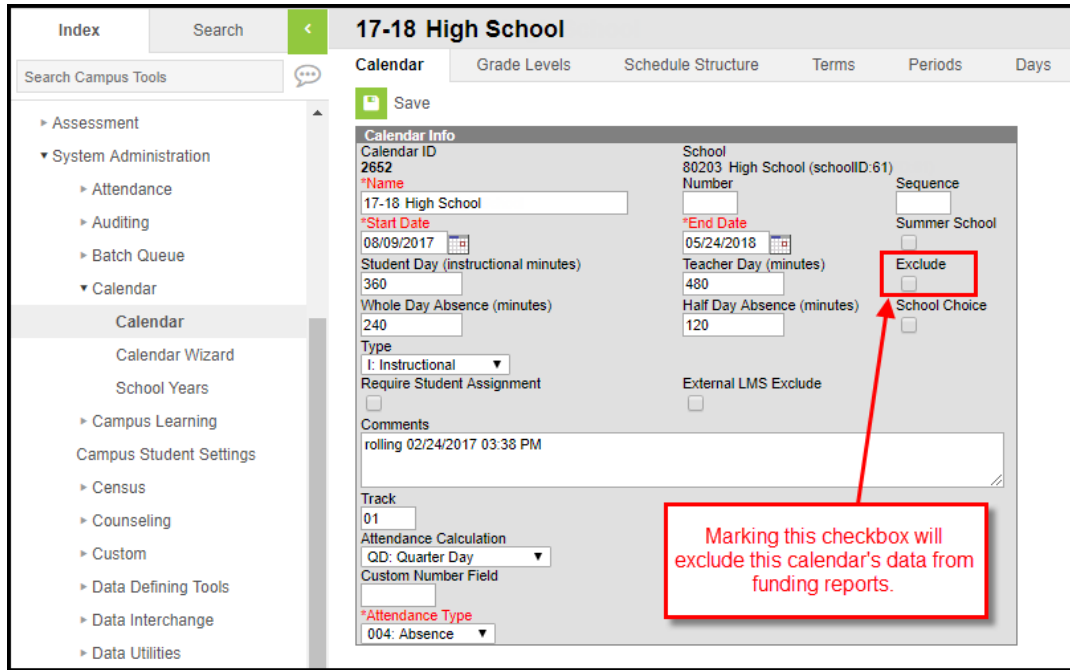 Index
Search
<
Search Campus Tools
Assessment
System Administration
Attendance
Auditing
Batch Queue
Calendar
Calendar
Calendar Wizard
School Years
Campus Learning
Campus Student Settings
Census
Counseling
Custom
Data Defining Tools
Data Interchange
Data Utilities
17-18 High School
Calendar Grade Levels Schedule Structure Terms Periods Days
Save
Calendar Info
Calendar ID School
2652 80203 High School (schoolID:61)
*Name Number Sequence
17-18 High School
*Start Date *End Date Summer School
08/09/2017 05/24/2018
Student Day (instructional minutes) Teacher Day (minutes) Exclude
360 480
Whole Day Absence (minutes) Half Day Absence (minutes) School Choice
240 120
Type
I: Instructional
Require Student Assignment External LMS Exclude
Comments
rolling 02/24/2017 03:38 PM
Track
01
Attendance Calculation
QD: Quarter Day
Custom Number Field
*Attendance Type
004: Absence
Marking this checkbox will
exclude this calendar's data from
funding reports.